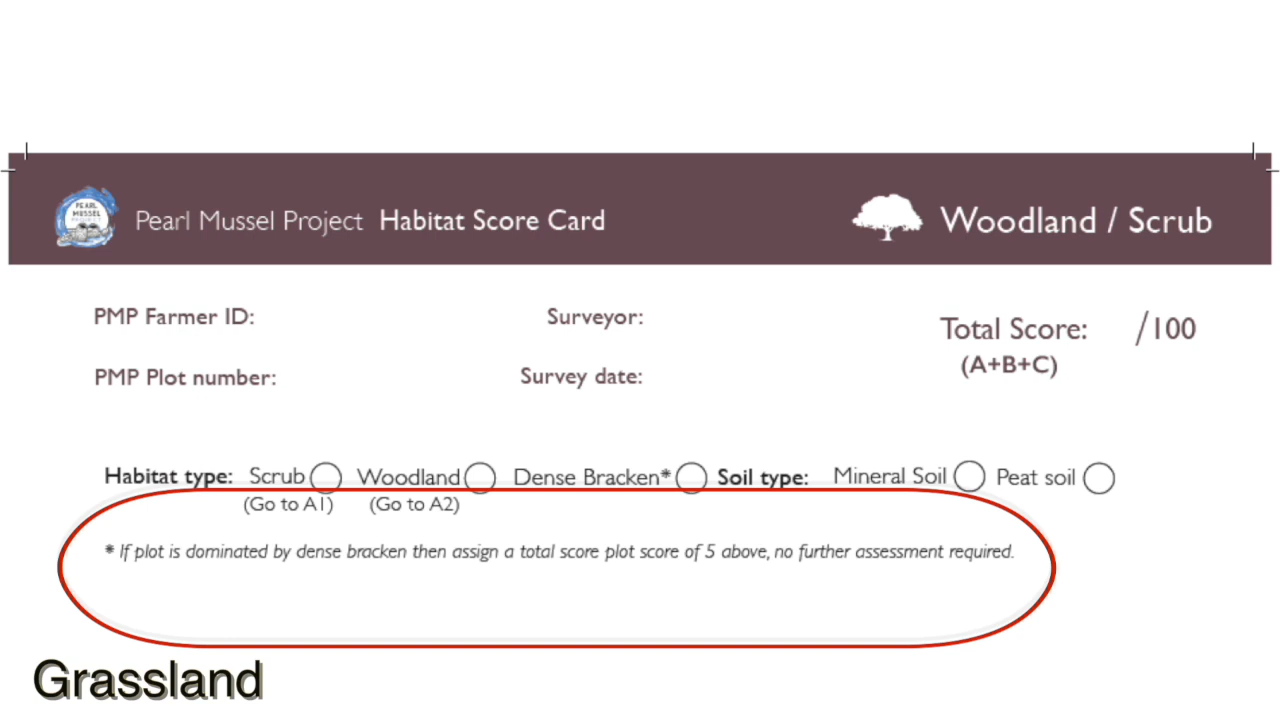 PEARL
MUSSEL
PROJECT
Pearl Mussel Project Habitat Score Card
Woodland / Scrub
PMP Farmer ID:
Surveyor:
Total Score: /100
(A+B+C)
PMP Plot number:
Survey date:
Habitat type: Scrub Woodland Dense Bracken* Soil type: Mineral Soil Peat soil
(Go to A1) (Go to A2)
* If plot is dominated by dense bracken then assign a total score plot score of 5 above, no further assessment required.
Grassland